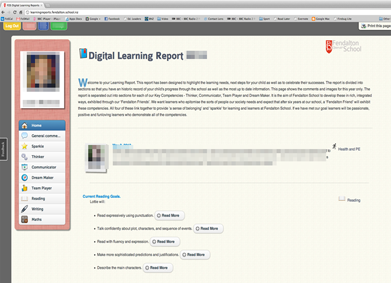 Digital Learning Report
Fendalton School
Print this page
Welcome to your Learning Report. This report has been designed to highlight the learning, next steps for your child as well as to celebrate their successes. The report is divided into
sections so that you can have an historic record of your child's progress through the school as well as the most up to date information. This page shows the comments and images for this year only. The
report is separated out into sections for each of our Key Competencies - Thinker, Communicator, Team Player and Dream Maker. It is the aim of Fendalton School to develop these in rich, integrated
ways, exhibited through our 'Fendalton Friends'. We want learners who epitomise the sorts of people our society needs and expect that after six years at our school, a 'Fendalton Friend' will exhibit
these competencies. All four of these link together to provide a 'sense of belonging' and 'sparkle' for learning and learners at Fendalton School. If we have met our goal learners will be passionate,
positive and followring learners who demonstrate all of the competencies
Home
General comme...
Sparkle
Thinker
Communicator
Dream Maker
Team Player
Reading
Writing
Maths
Health and PE
Current Reading Goals
Reading
Read expressively using punctuation. Read More
Talk confidently about plot, characters, and sequence of events. Read More
Read with fluency and expression. Read More
Make more sophisticated predictions and justifications. Read More
Describe the main characters. Read More